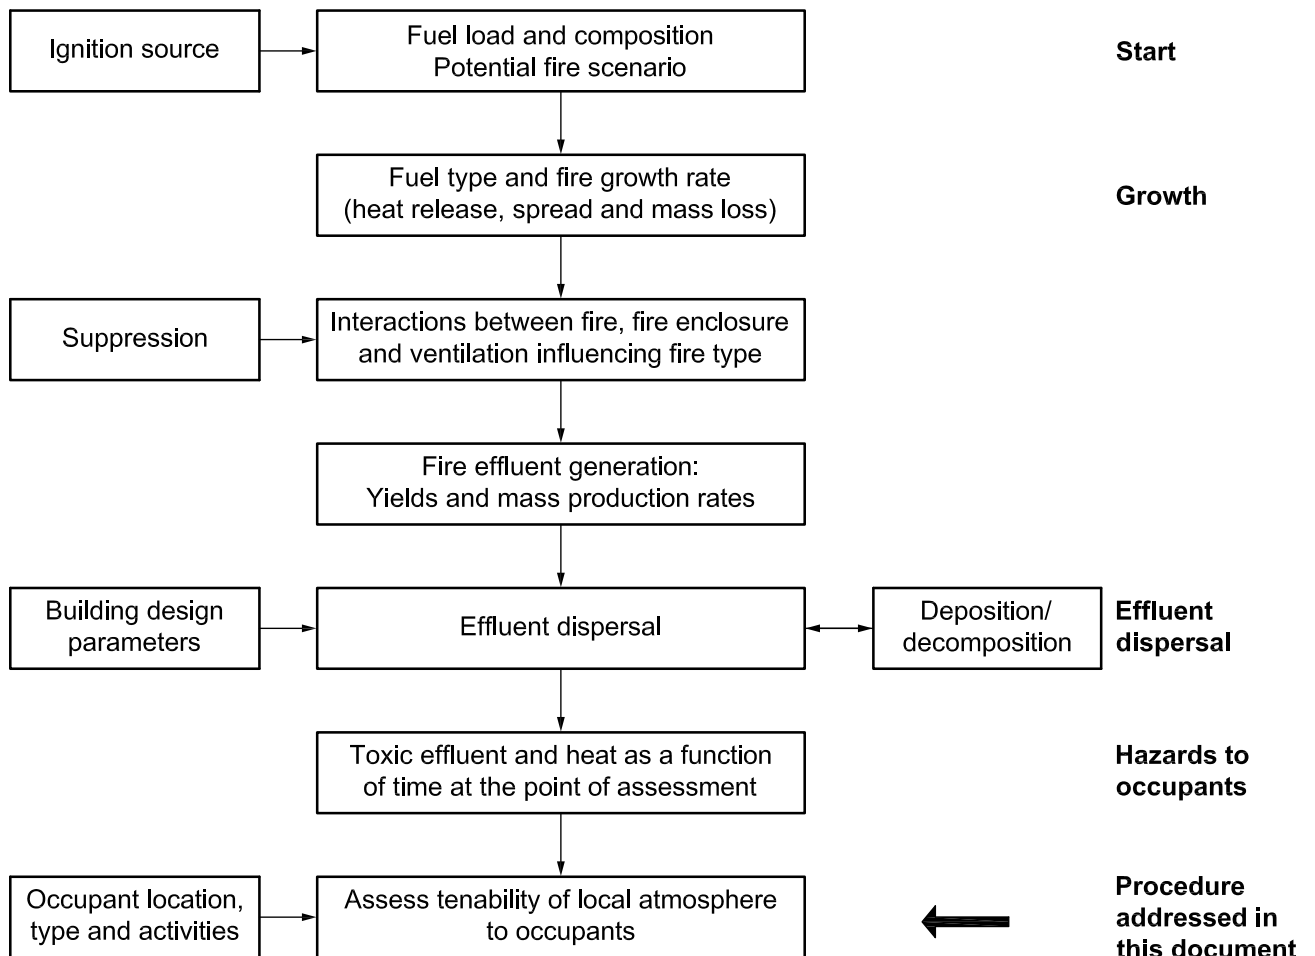 Ignition source
Fuel load and composition
Potential fire scenario
Start
Fuel type and fire growth rate
(heat release, spread and mass loss)
Growth
Suppression
Interactions between fire, fire enclosure
and ventilation influencing fire type
Fire effluent generation:
Yields and mass production rates
Building design
parameters
Effluent dispersal
Deposition/
decomposition
Effluent
dispersal
Toxic effluent and heat as a function
of time at the point of assessment
Hazards to
occupants
Occupant location,
type and activities
Assess tenability of local atmosphere
to occupants
Procedure
addressed in
this document